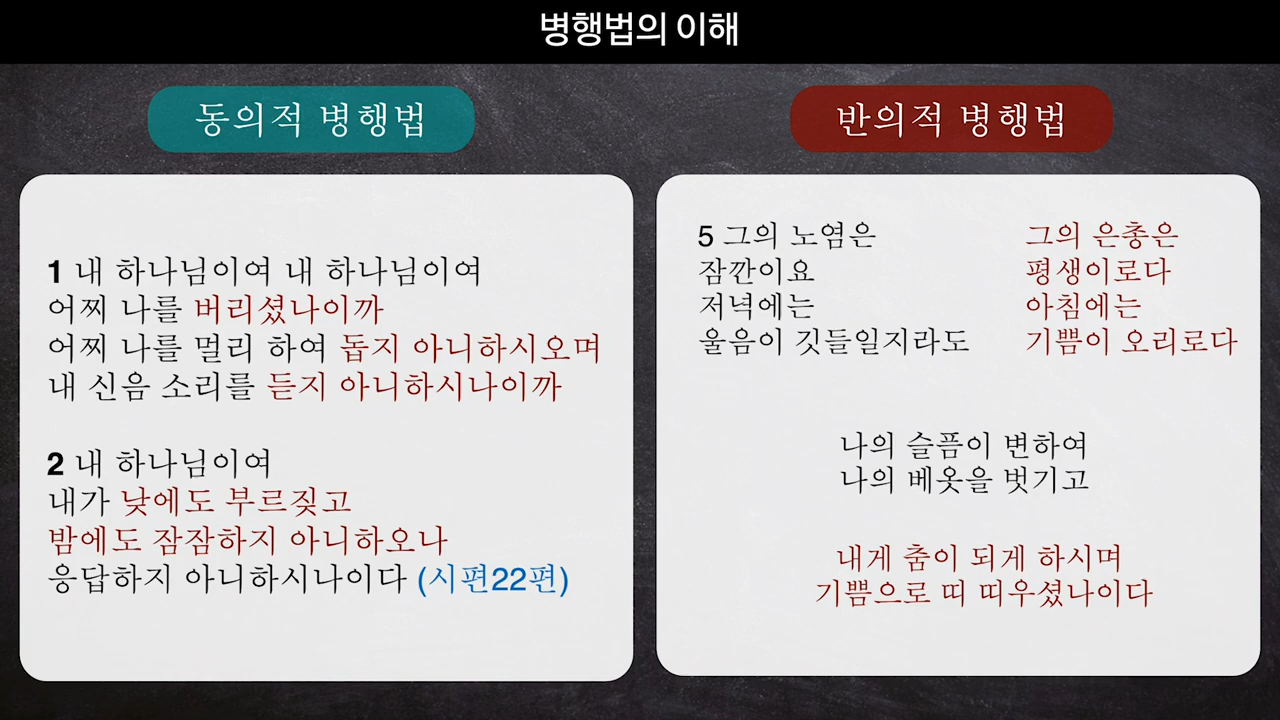 병행법의 이해
동의적 병행법
1 내 하나님이여 내 하나님이여
어찌 나를 버리셨나이까
어찌 나를 멀리 하여 돕지 아니하시오며
내 신음 소리를 듣지 아니하시나이까
2 내 하나님이여
내가 낮에도 부르짖고
밤에도 잠잠하지 아니하오나
응답하지 아니하시나이다 (시편22편)
반의적 병행법
5 그의 노염은 그의 은총은
잠깐이요 평생이로다
저녁에는 아침에는
울음이 깃들일지라도 기쁨이 오리로다
나의 슬픔이 변하여
나의 베옷을 벗기고
내게 춤이 되게 하시며
기쁨으로 띠 띠우셨나이다